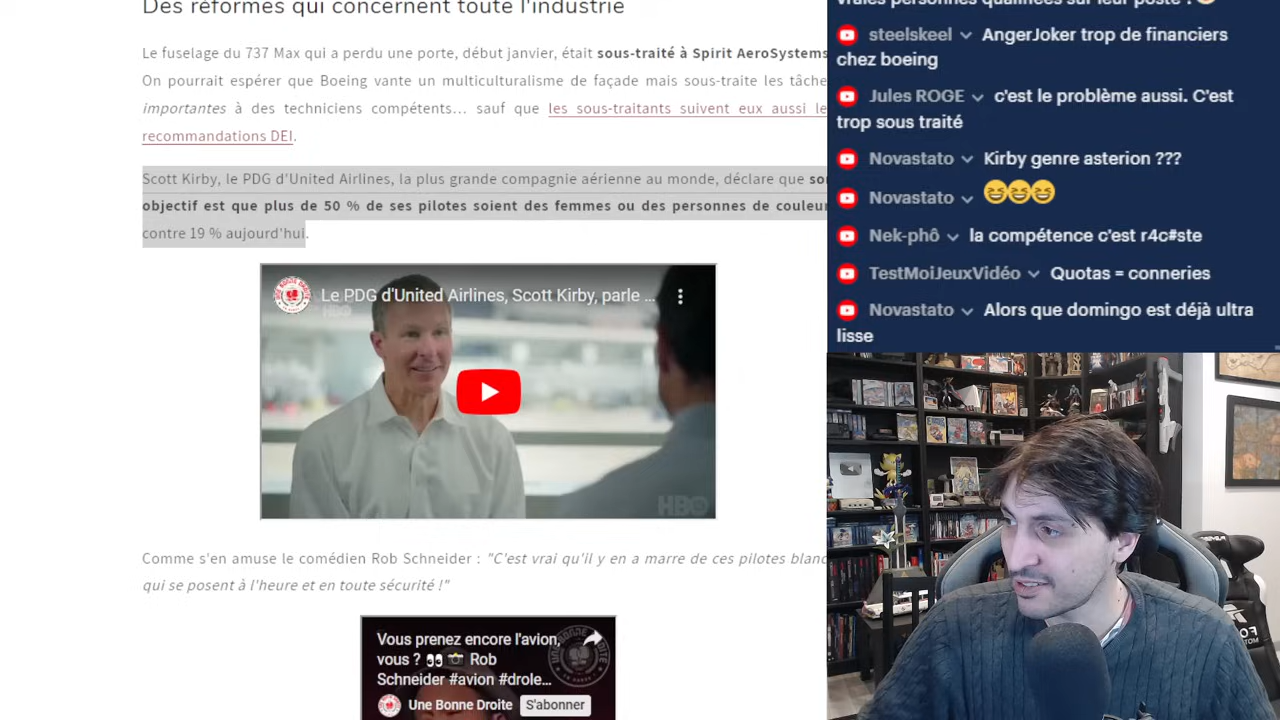 Des réformes qui concernent toute l'industrie
Le fuselage du 737 Max qui a perdu une porte, début janvier, était sous-traité à Spirit AeroSystems
On pourrait espérer que Boeing vante un multiculturalisme de façade mais sous-traite les tâche
importantes à des techniciens compétents… sauf que les sous-traitants suivent eux aussi le
recommandations DEI.
Scott Kirby, le PDG d'United Airlines, la plus grande compagnie aérienne au monde, déclare que so
objectif est que plus de 50 % de ses pilotes soient des femmes ou des personnes de couleu
contre 19 % aujourd'hui.
Le PDG d'United Airlines, Scott Kirby, parle ...
HBO
HBO
Comme s'en amuse le comédien Rob Schneider : "C'est vrai qu'il y en a marre de ces pilotes blanc
qui se posent à l'heure et en toute sécurité !"
Vous prenez encore l'avion,
vous ? 👀 📸 Rob
Schneider #avion #drole...
Une Bonne Droite S'abonner
vraies personnes qualifiées sur leur poste ?
steelskeel AngerJoker trop de financiers
chez boeing
Jules ROGE c'est le problème aussi. C'est
trop sous traité
Novastato Kirby genre asterion ???
Novastato 😆😆😆
Nek-phô la compétence c'est r4c#ste
TestMoiJeuxVidéo Quotas = conneries
Novastato Alors que domingo est déjà ultra
lisse